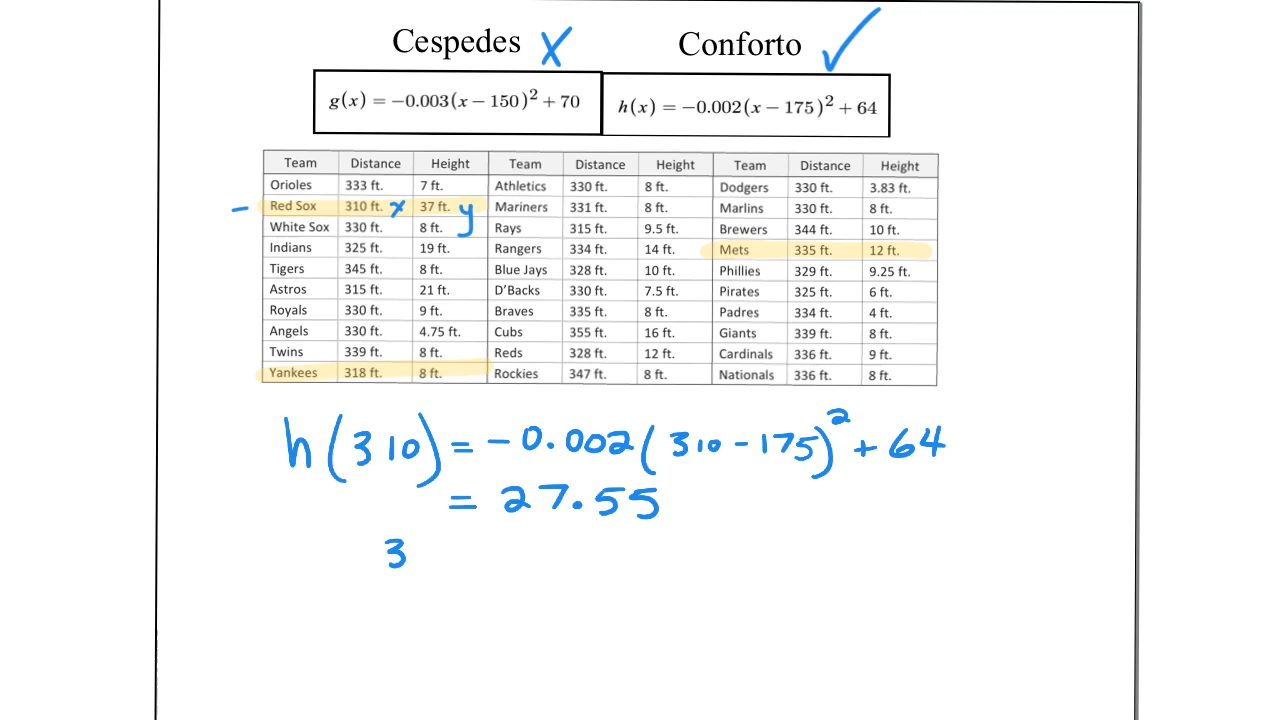 Cespedes X Conforto ✓
g(x) = −0.003(x − 150)² + 70 h(x) = −0.002(x − 175)² + 64
Team Distance Height Team Distance Height Team Distance Height
Orioles 333 ft. 7 ft. Athletics 330 ft. 8 ft. Dodgers 330 ft. 3.83 ft.
– Red Sox 310 ft. x 37 ft. y Mariners 331 ft. 8 ft. Marlins 330 ft. 8 ft.
White Sox 330 ft. 8 ft. Rays 315 ft. 9.5 ft. Brewers 344 ft. 10 ft.
Indians 325 ft. 19 ft. Rangers 334 ft. 14 ft. Mets 335 ft. 12 ft.
Tigers 345 ft. 8 ft. Blue Jays 328 ft. 10 ft. Phillies 329 ft. 9.25 ft.
Astros 315 ft. 21 ft. D'Backs 330 ft. 7.5 ft. Pirates 325 ft. 6 ft.
Royals 330 ft. 9 ft. Braves 335 ft. 8 ft. Padres 334 ft. 4 ft.
Angels 330 ft. 4.75 ft. Cubs 355 ft. 16 ft. Giants 339 ft. 8 ft.
Twins 339 ft. 8 ft. Reds 328 ft. 12 ft. Cardinals 336 ft. 9 ft.
Yankees 318 ft. 8 ft. Rockies 347 ft. 8 ft. Nationals 336 ft. 8 ft.
h(310) = −0.002(310 − 175)² + 64
= 27.55
3